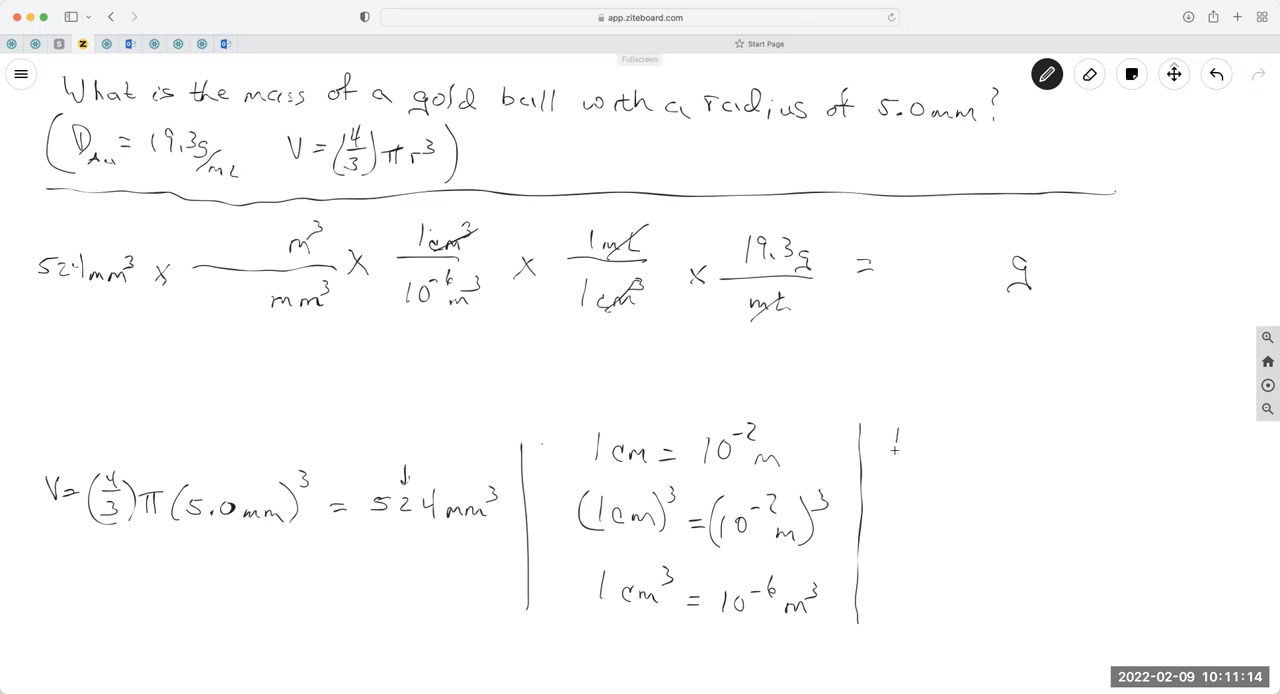 app.ziteboard.com
Start Page
Fullscreen
What is the mass of a gold ball with a radius of 5.0mm?
(D_Au = 19.3g/mL V = (4/3)πr³)
524mm³ × m³/mm³ × 1cm³/10⁻⁶m³ × 1mL/1cm³ × 19.3g/mL = g
V = (4/3)π(5.0mm)³ = 524mm³
1cm = 10⁻²m
(1cm)³ = (10⁻²m)³
1cm³ = 10⁻⁶m³
1
2022-02-09 10:11:14